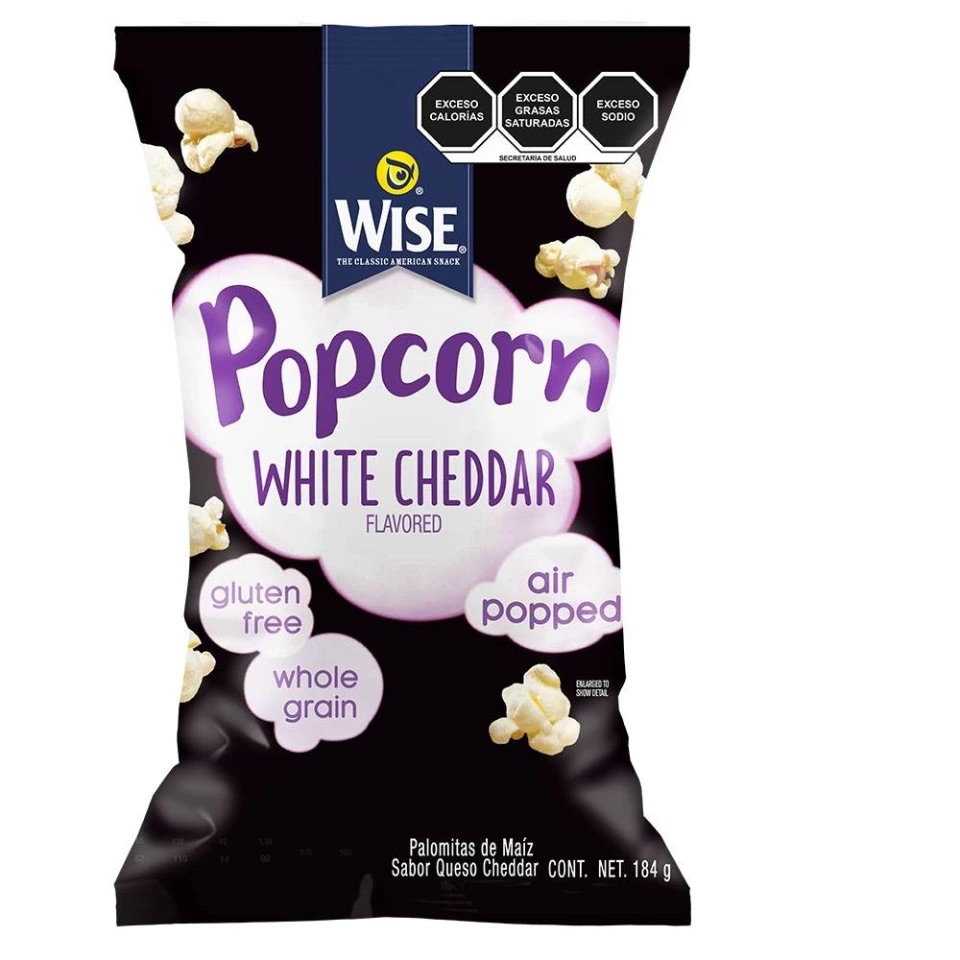 EXCESO
CALORÍAS
EXCESO
GRASAS
SATURADAS
EXCESO
SODIO
SECRETARÍA DE SALUD
WISE®
THE CLASSIC AMERICAN SNACK
Popcorn
WHITE CHEDDAR
FLAVORED
gluten
free
air
popped
whole
grain
ENLARGED TO
SHOW DETAIL
Palomitas de Maíz
Sabor Queso Cheddar CONT. NET. 184 g